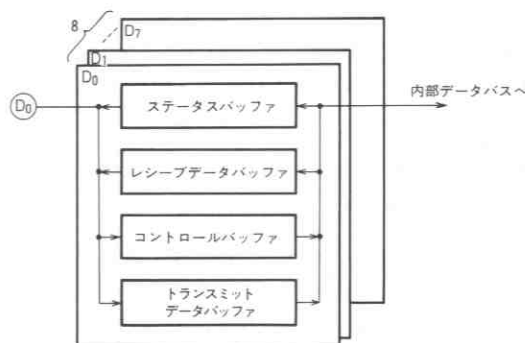 8
D₇
D₁
D₀
D₀
ステータスバッファ
内部データバスへ
レシーブデータバッファ
コントロールバッファ
トランスミット
データバッファ